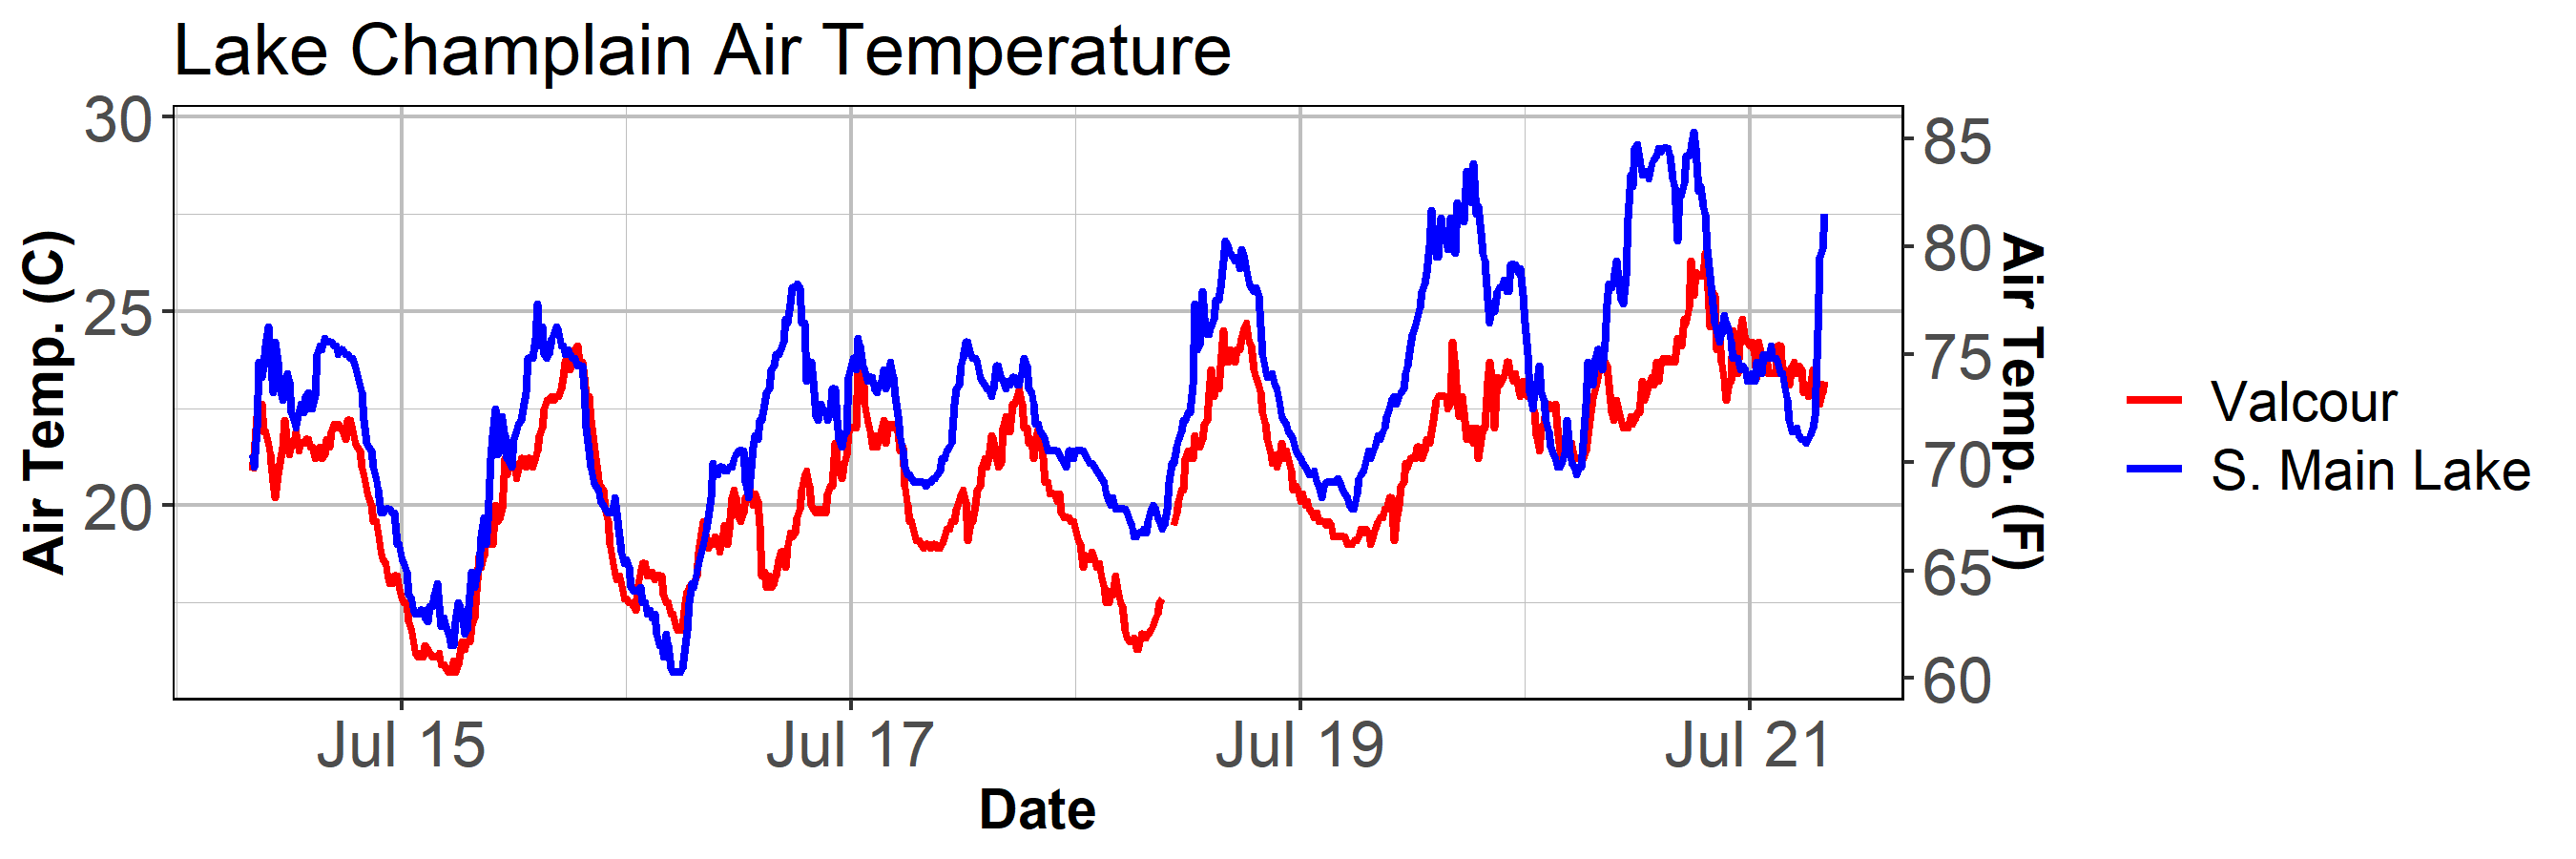 Lake Champlain Air Temperature
30
25
20
Air Temp. (C)
85
80
75
70
65
60
Air Temp. (F)
Jul 15
Jul 17
Jul 19
Jul 21
Date
Valcour
S. Main Lake